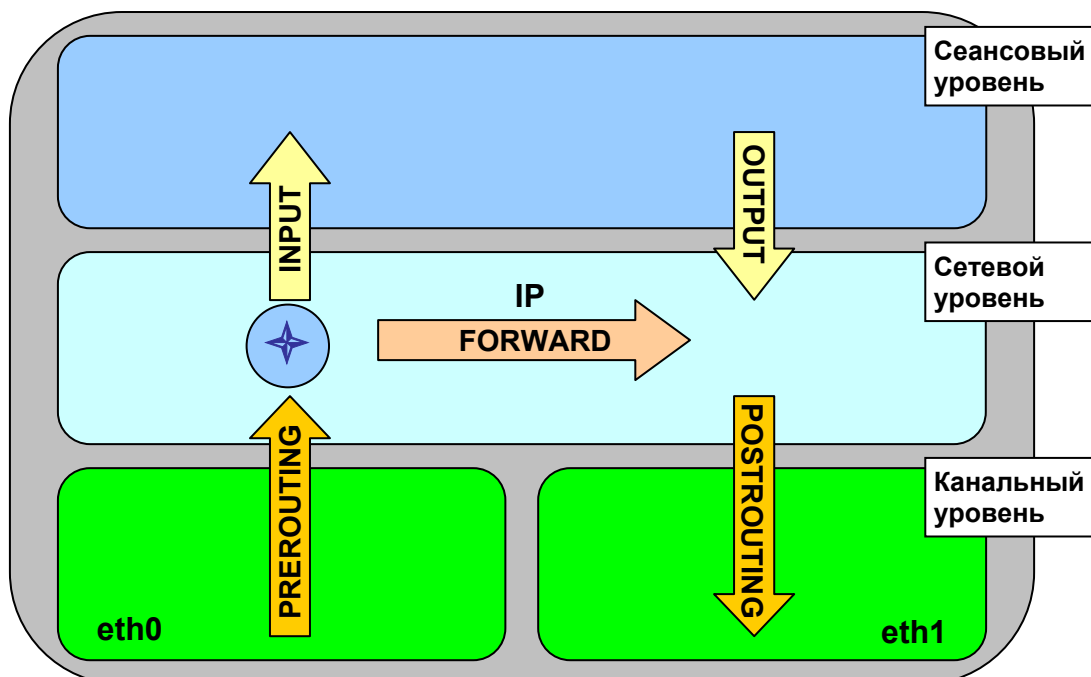 Сеансовый
уровень
INPUT
OUTPUT
Сетевой
уровень
IP
FORWARD
PREROUTING
POSTROUTING
Канальный
уровень
eth0
eth1